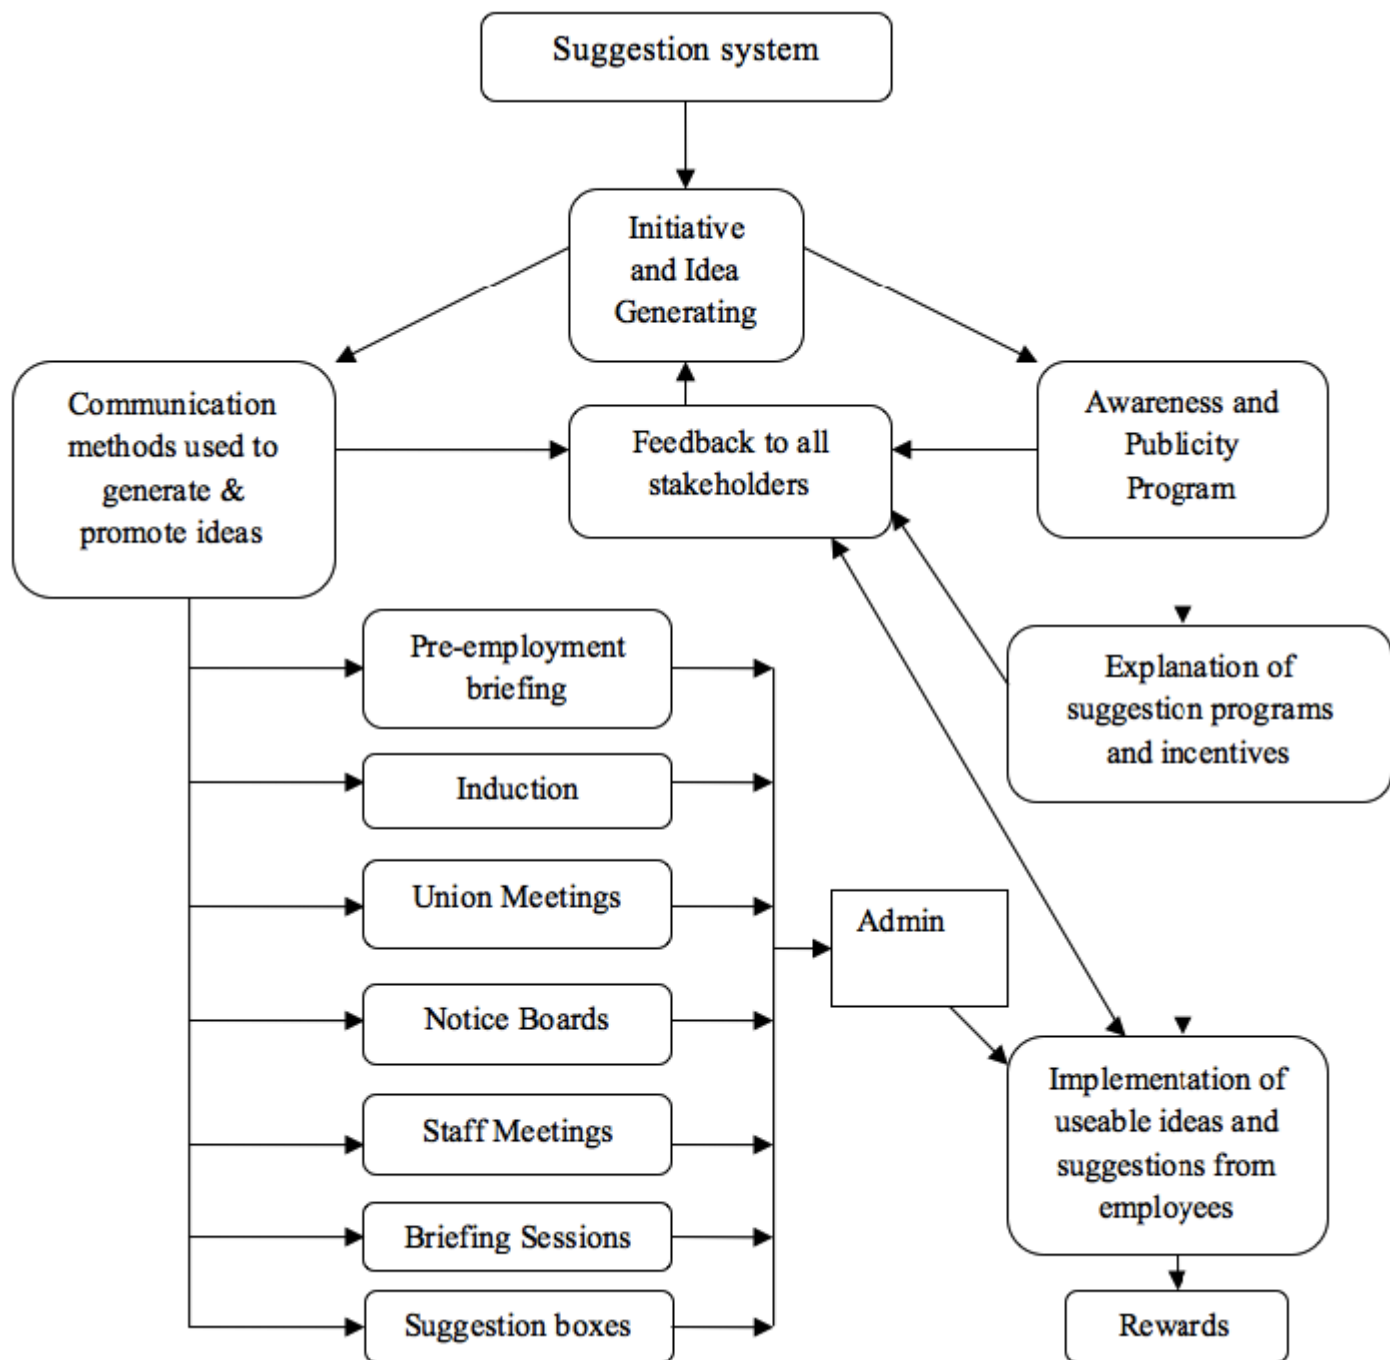 Suggestion system
Initiative
and Idea
Generating
Communication
methods used to
generate &
promote ideas
Feedback to all
stakeholders
Awareness and
Publicity
Program
Pre-employment
briefing
Explanation of
suggestion programs
and incentives
Induction
Union Meetings
Admin
Notice Boards
Staff Meetings
Implementation of
useable ideas and
suggestions from
employees
Briefing Sessions
Suggestion boxes
Rewards